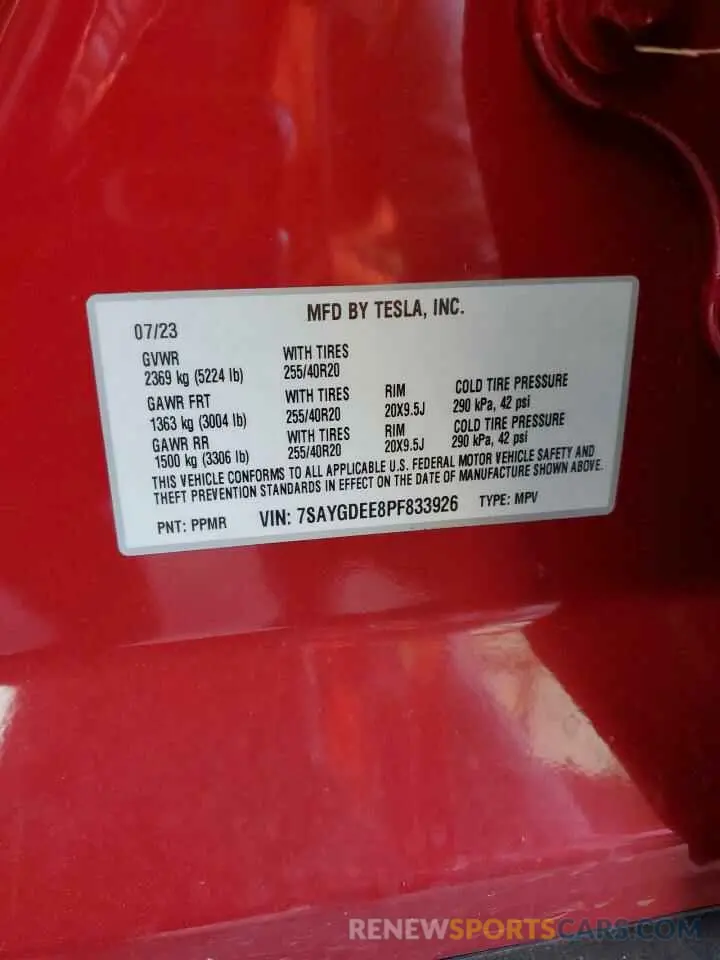 MFD BY TESLA, INC.
07/23
GVWR WITH TIRES
2369 kg (5224 lb) 255/40R20
GAWR FRT WITH TIRES RIM COLD TIRE PRESSURE
1363 kg (3004 lb) 255/40R20 20X9.5J 290 kPa, 42 psi
GAWR RR WITH TIRES RIM COLD TIRE PRESSURE
1500 kg (3306 lb) 255/40R20 20X9.5J 290 kPa, 42 psi
THIS VEHICLE CONFORMS TO ALL APPLICABLE U.S. FEDERAL MOTOR VEHICLE SAFETY AND
THEFT PREVENTION STANDARDS IN EFFECT ON THE DATE OF MANUFACTURE SHOWN ABOVE.
PNT: PPMR VIN: 7SAYGDEE8PF833926 TYPE: MPV
RENEWSPORTSCARS.COM